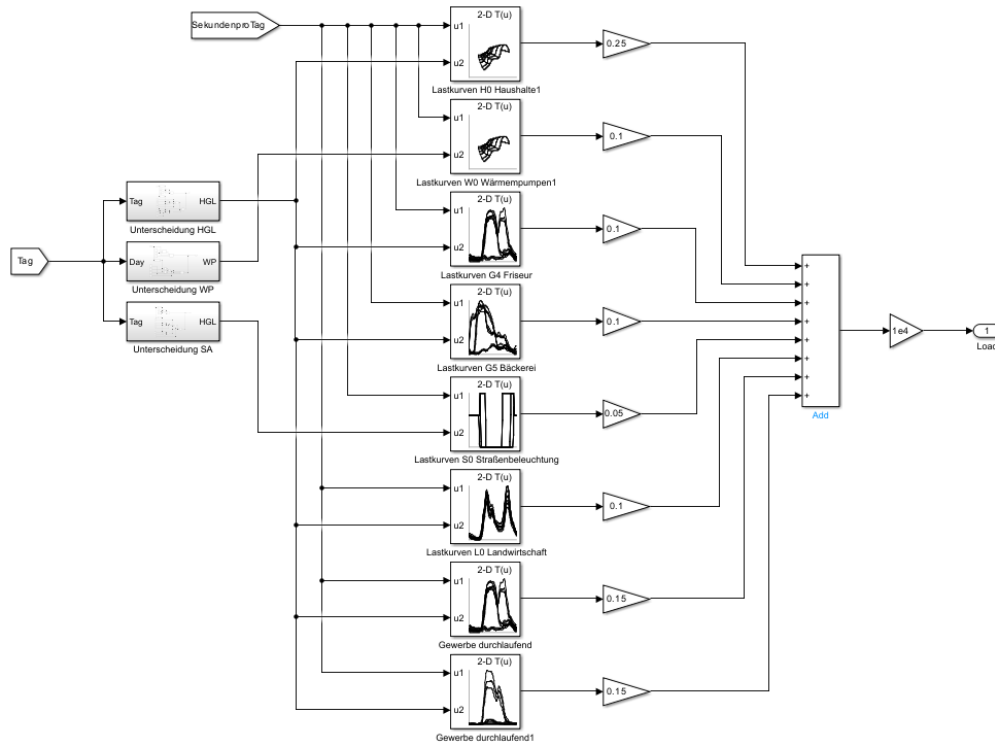 SekundenproTag
2-D T(u)
u1
u2
Lastkurven H0 Haushalte1
0.25
2-D T(u)
u1
u2
Lastkurven W0 Wärmempumpen1
0.1
Tag
HGL
Unterscheidung HGL
2-D T(u)
u1
u2
Lastkurven G4 Friseur
0.1
Tag
Day
WP
Unterscheidung WP
Tag
HGL
Unterscheidung SA
2-D T(u)
u1
u2
Lastkurven G5 Bäckerei
0.1
+
+
+
+
+
+
+
+
Add
1e4
1
Load
2-D T(u)
u1
u2
Lastkurven S0 Straßenbeleuchtung
0.05
2-D T(u)
u1
u2
Lastkurven L0 Landwirtschaft
0.1
2-D T(u)
u1
u2
Gewerbe durchlaufend
0.15
2-D T(u)
u1
u2
Gewerbe durchlaufend1
0.15